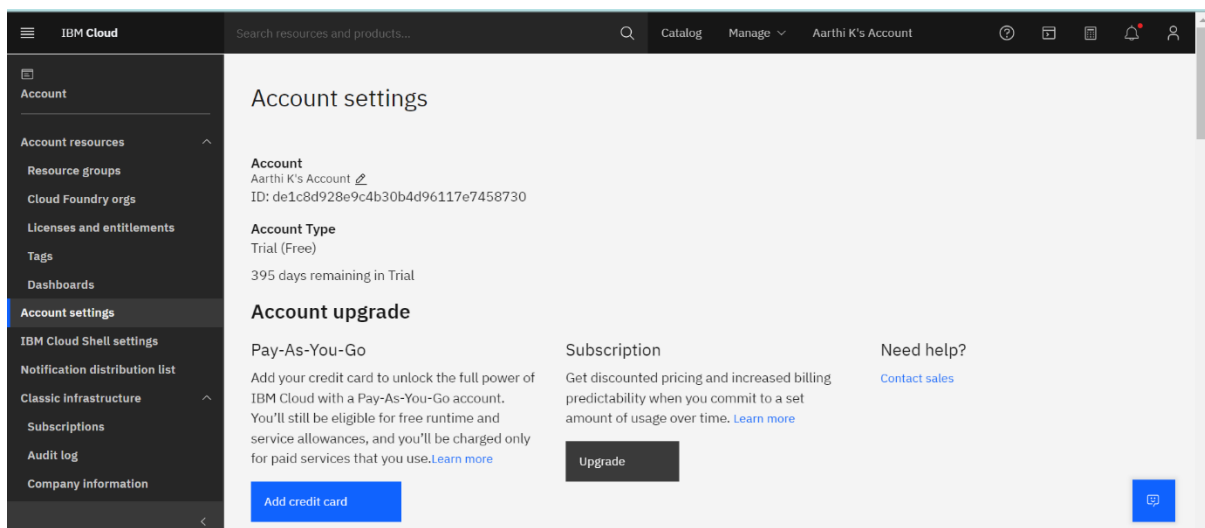 IBM Cloud
Search resources and products...
Catalog
Manage
Aarthi K's Account
Account
Account resources
Resource groups
Cloud Foundry orgs
Licenses and entitlements
Tags
Dashboards
Account settings
IBM Cloud Shell settings
Notification distribution list
Classic infrastructure
Subscriptions
Audit log
Company information
Account settings
Account
Aarthi K's Account
ID: de1c8d928e9c4b30b4d96117e7458730
Account Type
Trial (Free)
395 days remaining in Trial
Account upgrade
Pay-As-You-Go
Add your credit card to unlock the full power of
IBM Cloud with a Pay-As-You-Go account.
You'll still be eligible for free runtime and
service allowances, and you'll be charged only
for paid services that you use.Learn more
Add credit card
Subscription
Get discounted pricing and increased billing
predictability when you commit to a set
amount of usage over time. Learn more
Upgrade
Need help?
Contact sales